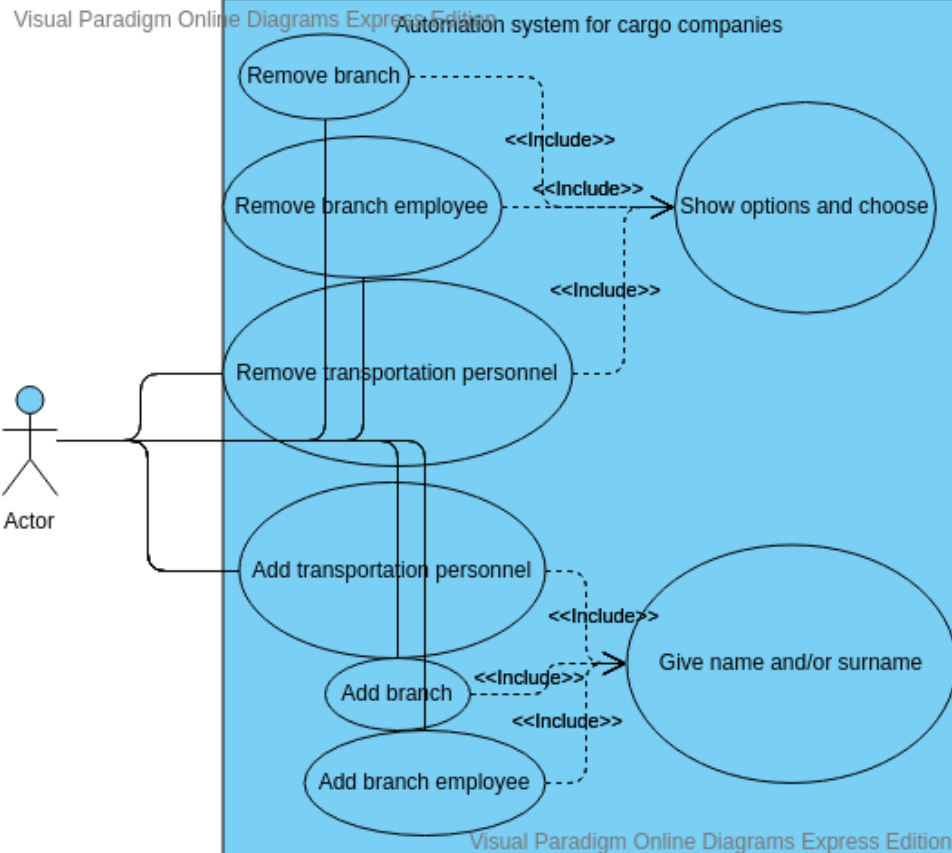 Visual Paradigm Online Diagrams Express Edition
Automation system for cargo companies
Remove branch
<<Include>>
<<Include>>
Remove branch employee
Show options and choose
<<Include>>
Remove transportation personnel
Actor
Add transportation personnel
<<Include>>
Give name and/or surname
<<Include>>
Add branch
<<Include>>
Add branch employee
Visual Paradigm Online Diagrams Express Edition